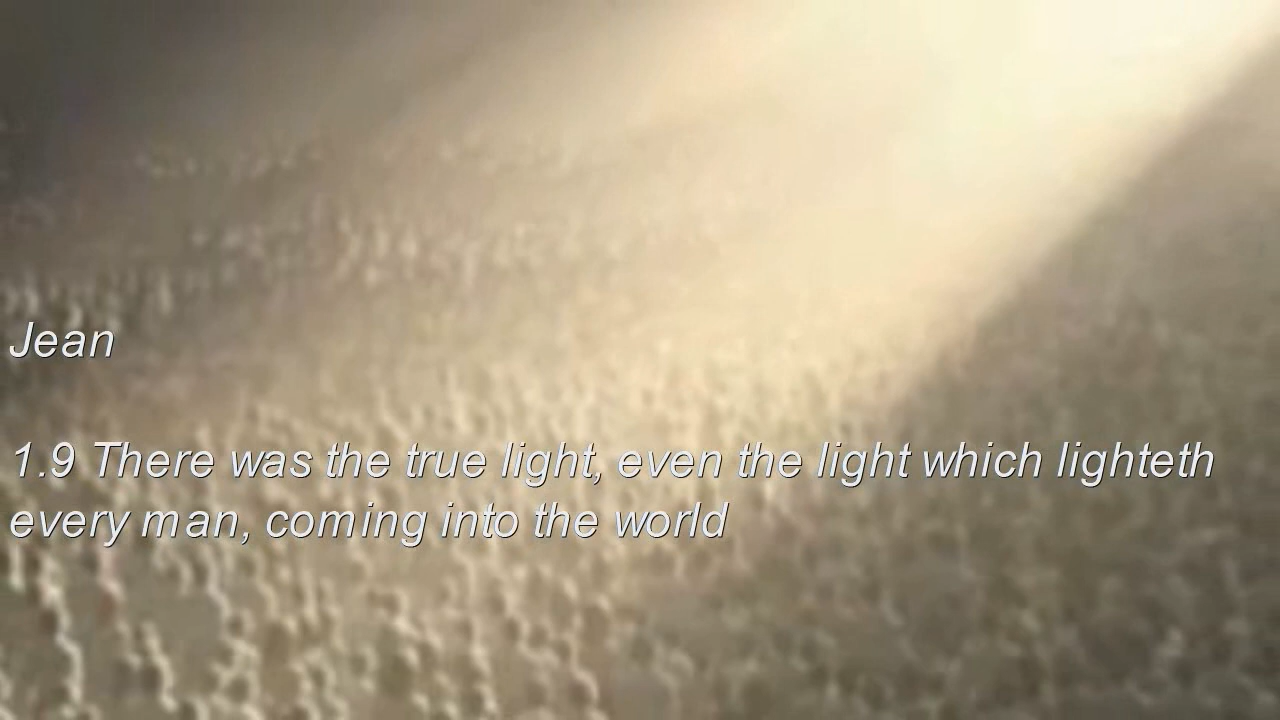 Jean
1.9 There was the true light, even the light which lighteth
every man, coming into the world